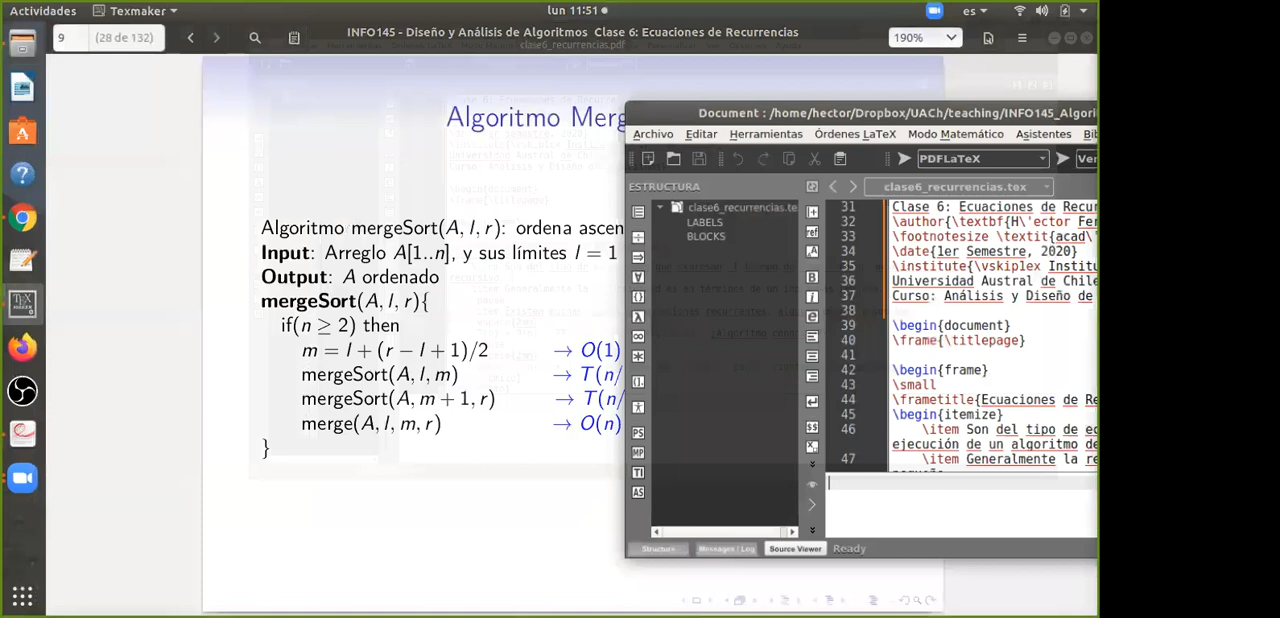 Actividades Texmaker lun 11:51 es
9 (28 de 132) INFO145 - Diseño y Análisis de Algoritmos Clase 6: Ecuaciones de Recurrencias 190%
clase6_recurrencias.pdf
Algoritmo Merg
Algoritmo mergeSort(A, l, r): ordena ascen
Input: Arreglo A[1..n], y sus límites l = 1
Output: A ordenado
mergeSort(A, l, r){
if(n ≥ 2) then
m = l + (r − l + 1)/2 → O(1)
mergeSort(A, l, m) → T(n/
mergeSort(A, m + 1, r) → T(n/
merge(A, l, m, r) → O(n)
}
Document : /home/hector/Dropbox/UACh/teaching/INFO145_Algori
Archivo Editar Herramientas Órdenes LaTeX Modo Matemático Asistentes Bib
PDFLaTeX Ver
ESTRUCTURA clase6_recurrencias.tex
clase6_recurrencias.te
LABELS
BLOCKS
31 Clase 6: Ecuaciones de Recur
32 \author{\textbf{H\'ector Fer
33 \footnotesize \textit{acad\
34 \date{1er Semestre, 2020}
35 \institute{\vskip1ex Institu
36 Universidad Austral de Chile
37 Curso: Análisis y Diseño de
38
39 \begin{document}
40 \frame{\titlepage}
41
42 \begin{frame}
43 \small
44 \frametitle{Ecuaciones de Re
45 \begin{itemize}
46 \item Son del tipo de ec
ejecución de un algoritmo de
47 \item Generalmente la re
Structure Messages / Log Source Viewer Ready